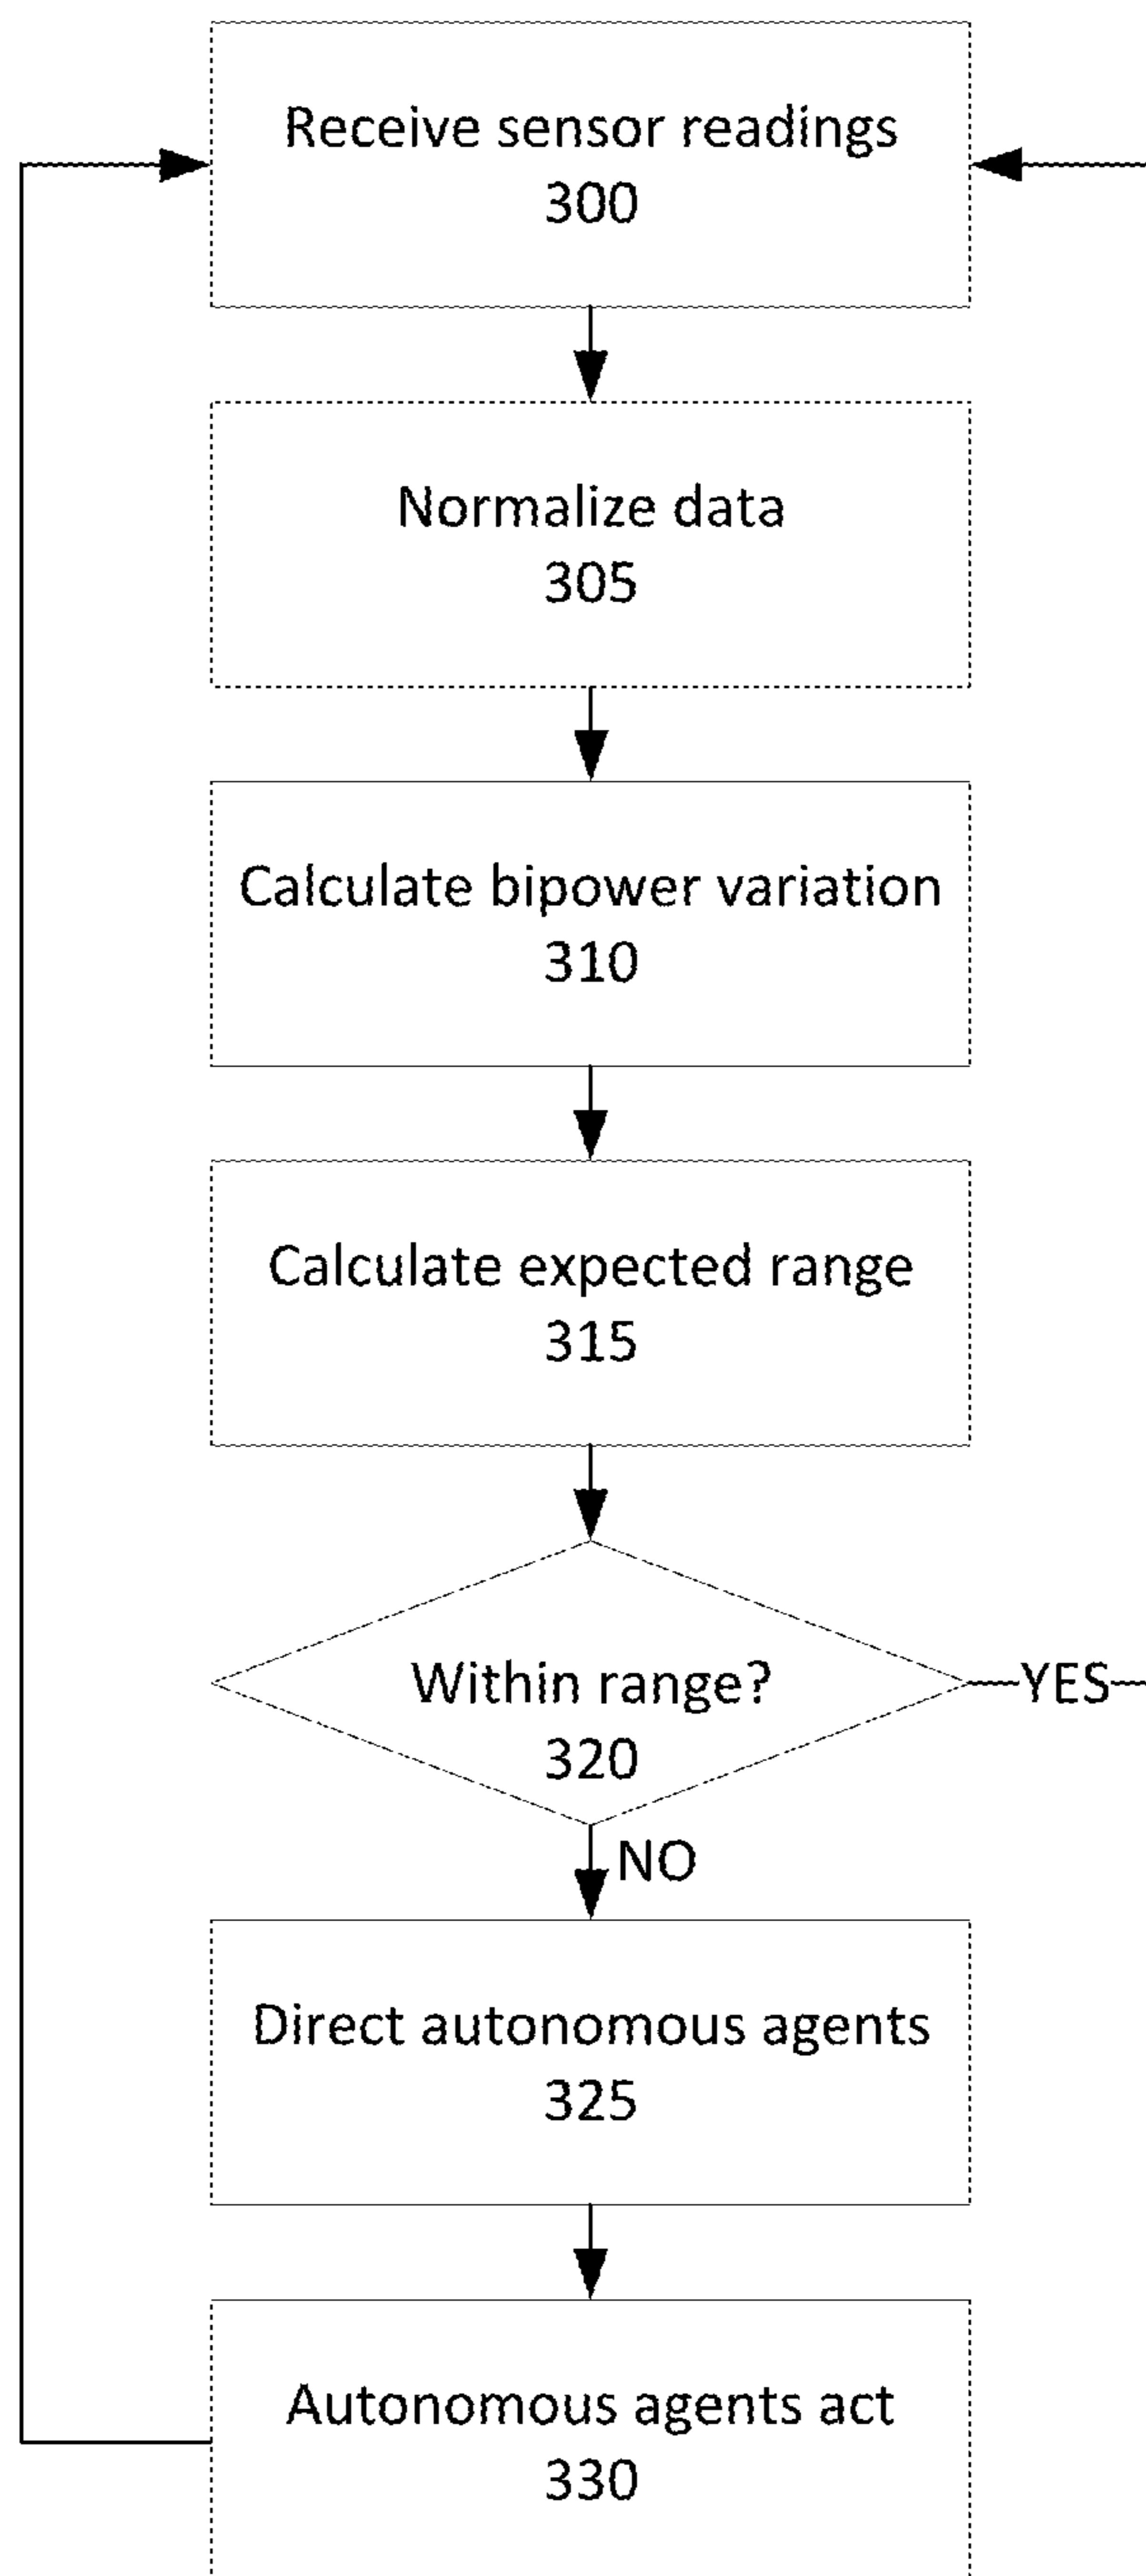 Receive sensor readings
300
Normalize data
305
Calculate bipower variation
310
Calculate expected range
315
Within range?
320
YES
NO
Direct autonomous agents
325
Autonomous agents act
330